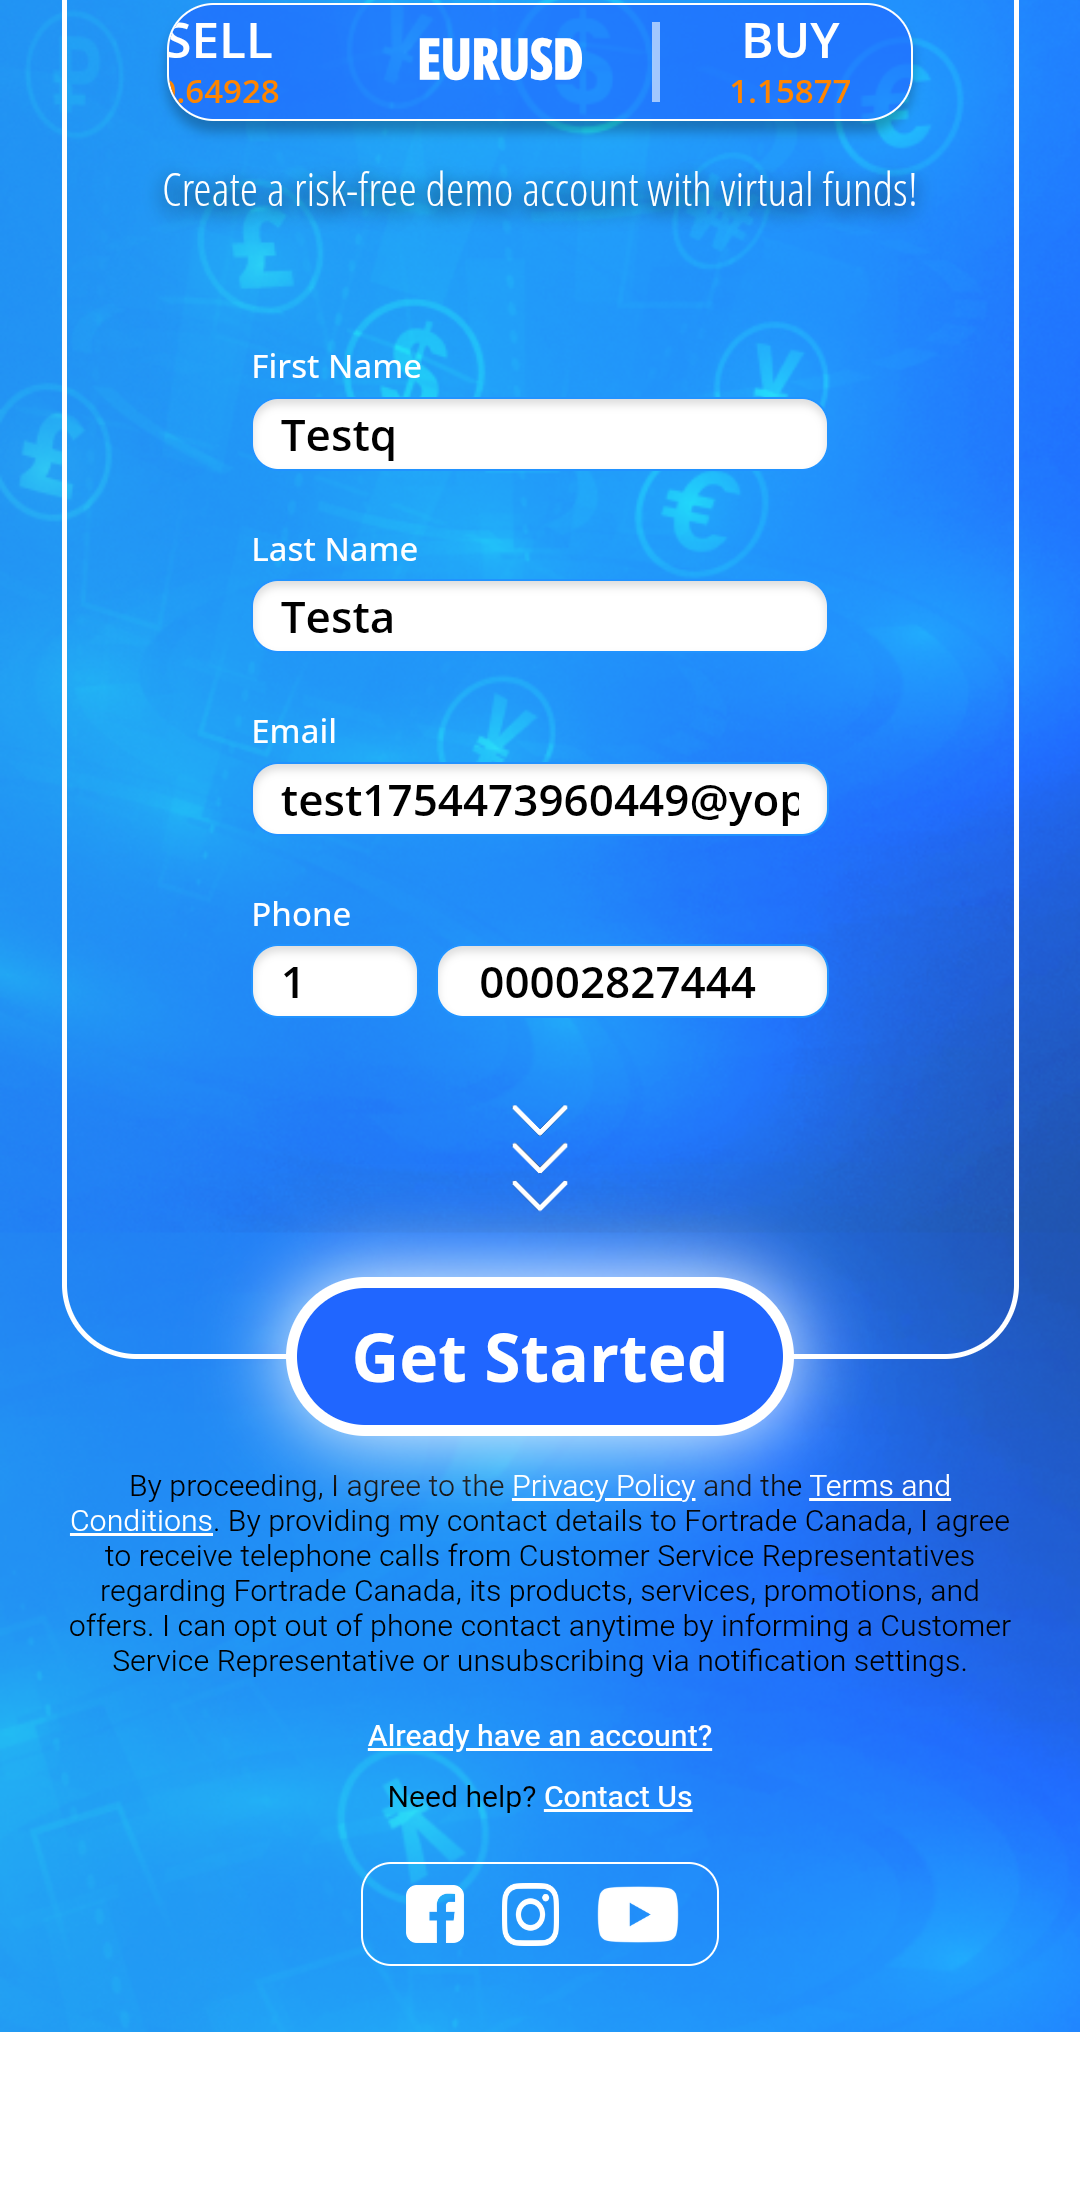 SELL EURUSD BUY
.64928 1.15877
Create a risk-free demo account with virtual funds!
First Name
Testq
Last Name
Testa
Email
test1754473960449@yop
Phone
1 00002827444
Get Started
By proceeding, I agree to the Privacy Policy and the Terms and
Conditions. By providing my contact details to Fortrade Canada, I agree
to receive telephone calls from Customer Service Representatives
regarding Fortrade Canada, its products, services, promotions, and
offers. I can opt out of phone contact anytime by informing a Customer
Service Representative or unsubscribing via notification settings.
Already have an account?
Need help? Contact Us